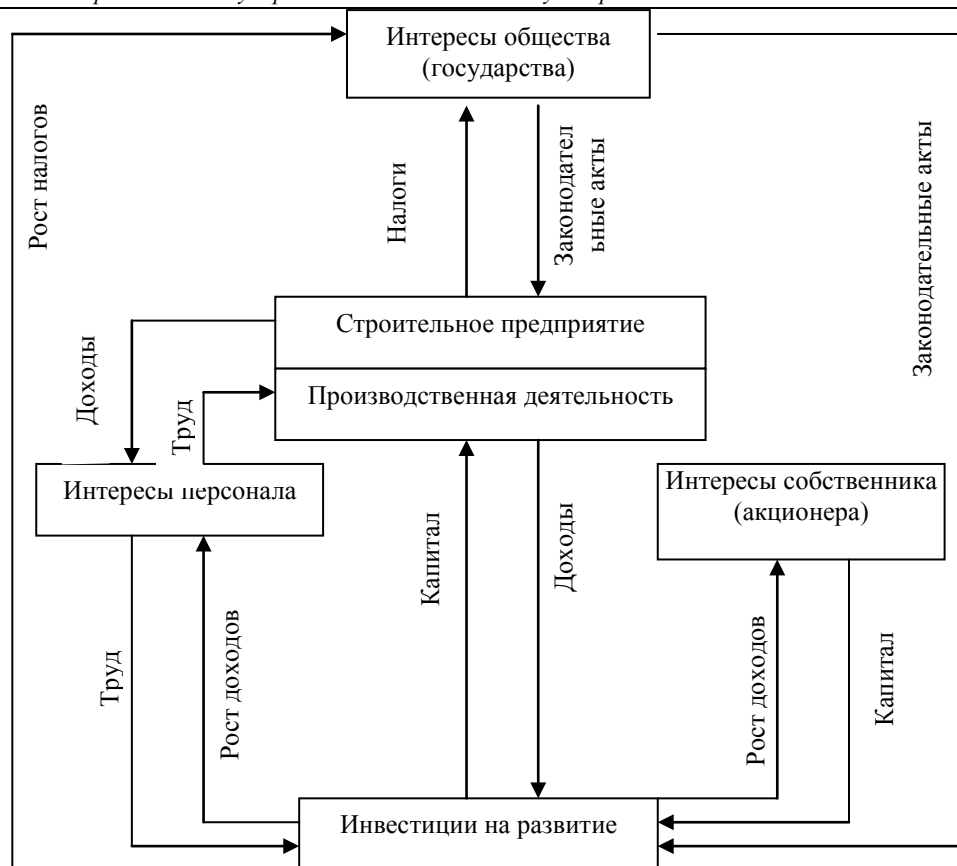 Интересы общества
(государства)
Рост налогов
Налоги
Законодател
ьные акты
Законодательные акты
Строительное предприятие
Доходы
Труд
Производственная деятельность
Интересы персонала
Интересы собственника
(акционера)
Капитал
Доходы
Труд
Рост доходов
Рост доходов
Капитал
Инвестиции на развитие